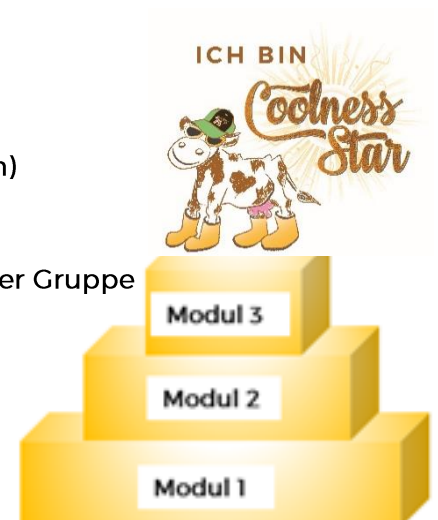 ICH BIN
Coolness
Star
n)
er Gruppe
Modul 3
Modul 2
Modul 1